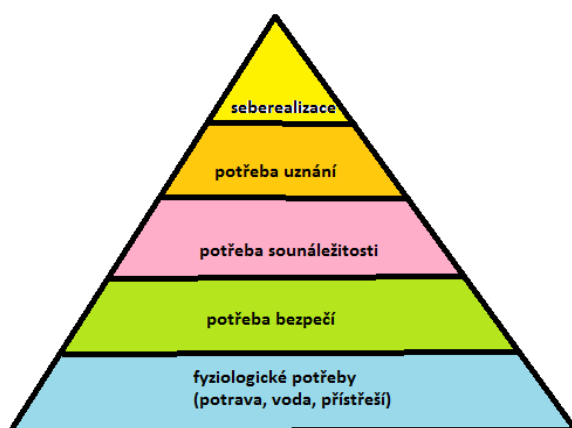 seberealizace
potřeba uznání
potřeba sounáležitosti
potřeba bezpečí
fyziologické potřeby
(potrava, voda, přístřeší)